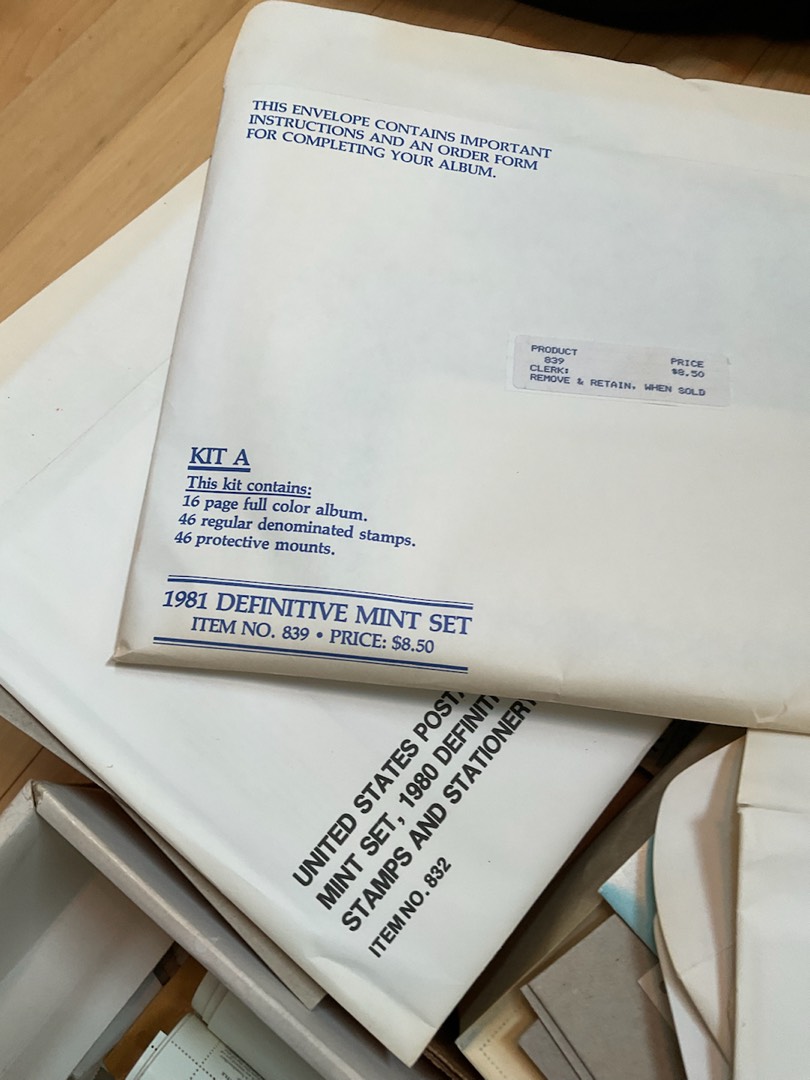 THIS ENVELOPE CONTAINS IMPORTANT
INSTRUCTIONS AND AN ORDER FORM
FOR COMPLETING YOUR ALBUM.
PRODUCT PRICE
839 $8.50
CLERK:
REMOVE & RETAIN, WHEN SOLD
KIT A
This kit contains:
16 page full color album.
46 regular denominated stamps.
46 protective mounts.
1981 DEFINITIVE MINT SET
ITEM NO. 839 • PRICE: $8.50
UNITED STATES POST
MINT SET, 1980 DEFINIT
STAMPS AND STATIONERY
ITEM NO. 832